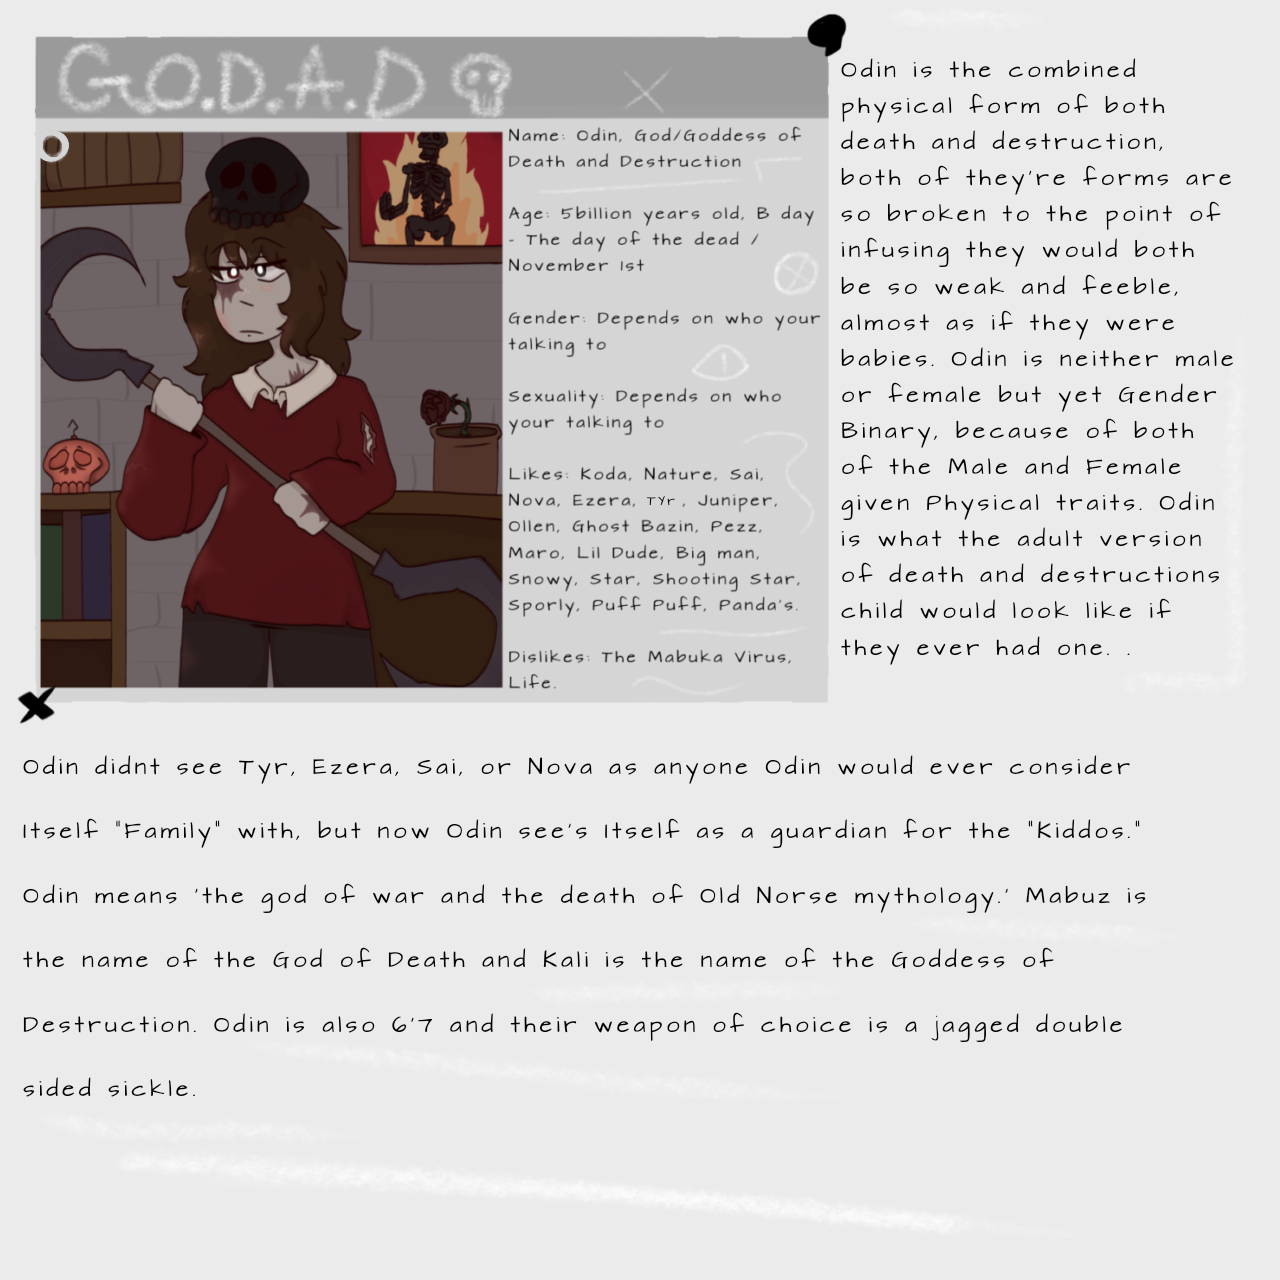 G.O.D.A.D
Name: Odin, God/Goddess of
Death and Destruction
Age: 5billion years old, B day
- The day of the dead /
November 1st
Gender: Depends on who your
talking to
Sexuality: Depends on who
your talking to
Likes: Koda, Nature, Sai,
Nova, Ezera, TYr, Juniper,
Ollen, Ghost Bazin, Pezz,
Maro, Lil Dude, Big man,
Snowy, Star, Shooting Star,
Sporly, Puff Puff, Panda's.
Dislikes: The Mabuka Virus,
Life.
Odin is the combined
physical form of both
death and destruction,
both of they're forms are
so broken to the point of
infusing they would both
be so weak and feeble,
almost as if they were
babies. Odin is neither male
or female but yet Gender
Binary, because of both
of the Male and Female
given Physical traits. Odin
is what the adult version
of death and destructions
child would look like if
they ever had one. .
Odin didnt see Tyr, Ezera, Sai, or Nova as anyone Odin would ever consider
Itself "Family" with, but now Odin see's Itself as a guardian for the "Kiddos."
Odin means 'the god of war and the death of Old Norse mythology.' Mabuz is
the name of the God of Death and Kali is the name of the Goddess of
Destruction. Odin is also 6'7 and their weapon of choice is a jagged double
sided sickle.